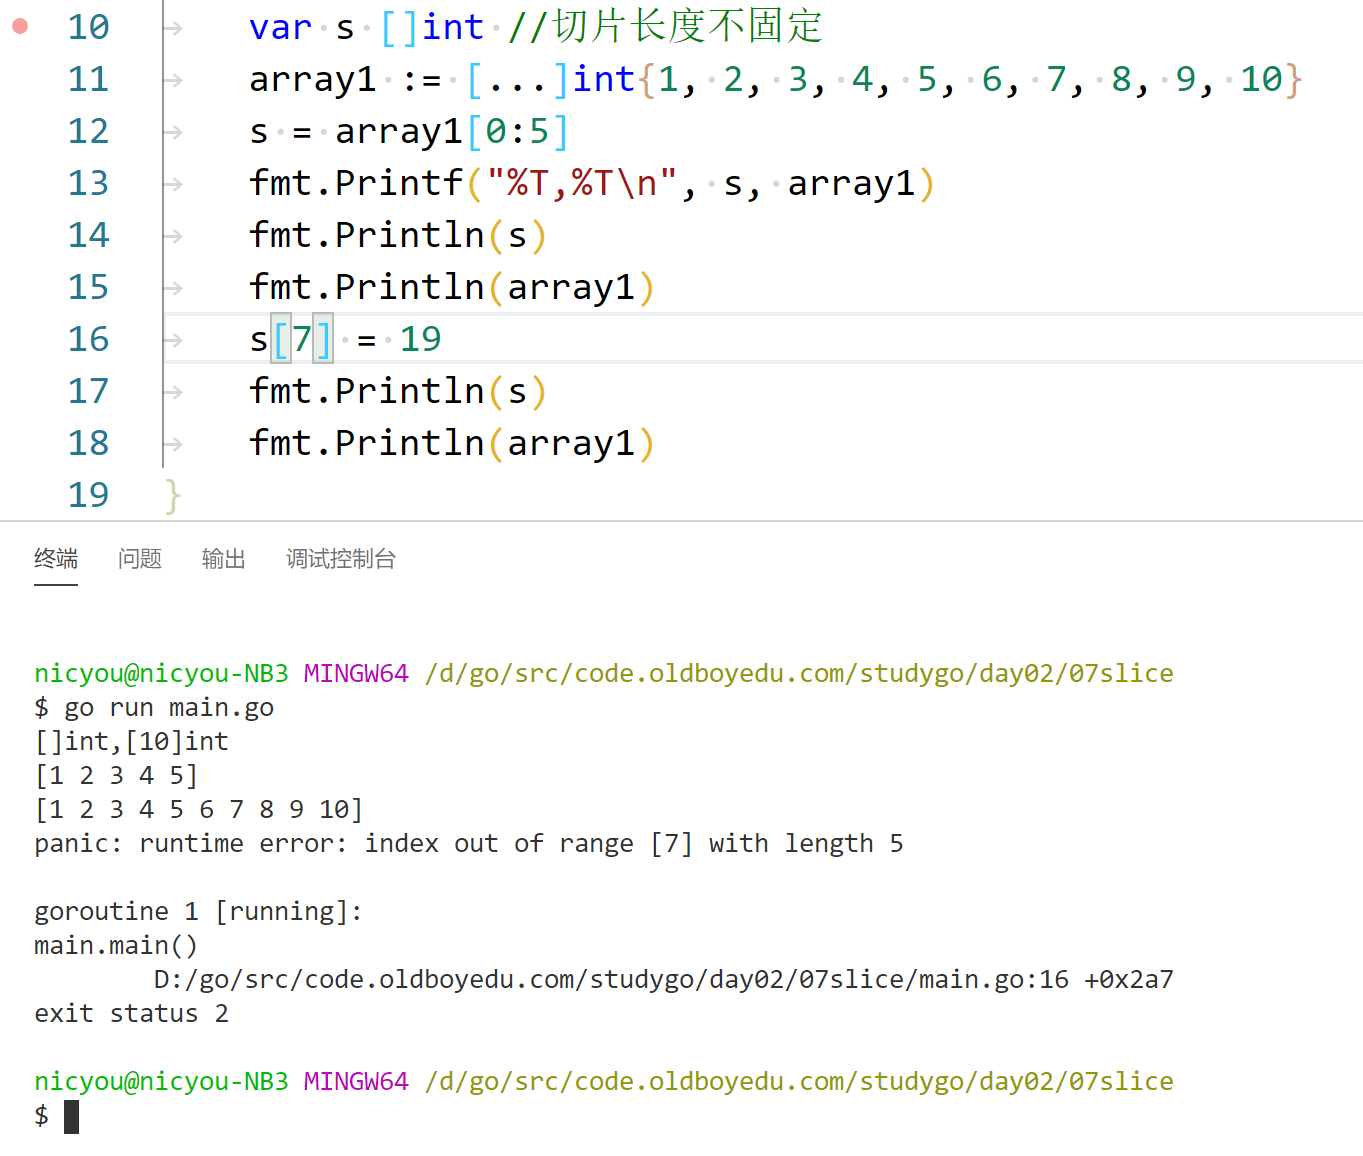 10 var s []int //切片长度不固定
11 array1 := [...]int{1, 2, 3, 4, 5, 6, 7, 8, 9, 10}
12 s = array1[0:5]
13 fmt.Printf("%T,%T\n", s, array1)
14 fmt.Println(s)
15 fmt.Println(array1)
16 s[7] = 19
17 fmt.Println(s)
18 fmt.Println(array1)
19 }
终端 问题 输出 调试控制台
nicyou@nicyou-NB3 MINGW64 /d/go/src/code.oldboyedu.com/studygo/day02/07slice
$ go run main.go
[]int,[10]int
[1 2 3 4 5]
[1 2 3 4 5 6 7 8 9 10]
panic: runtime error: index out of range [7] with length 5
goroutine 1 [running]:
main.main()
D:/go/src/code.oldboyedu.com/studygo/day02/07slice/main.go:16 +0x2a7
exit status 2
nicyou@nicyou-NB3 MINGW64 /d/go/src/code.oldboyedu.com/studygo/day02/07slice
$